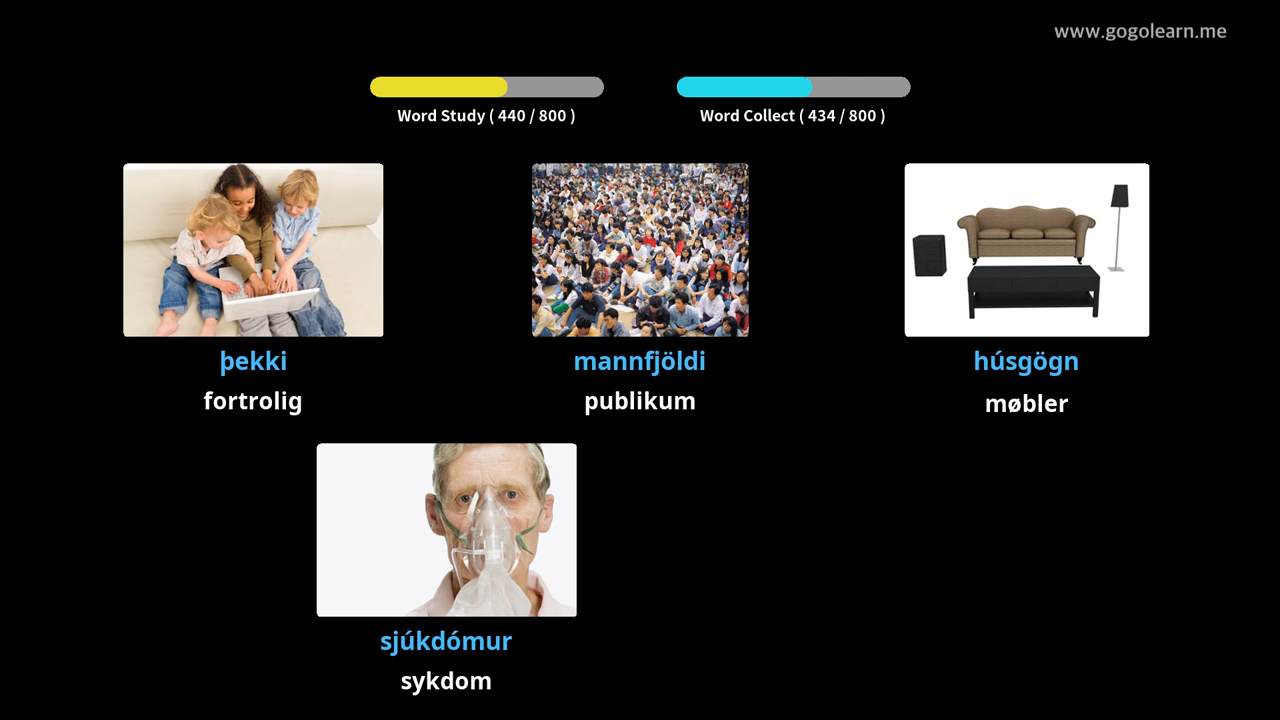 www.gogolearn.me
Word Study ( 440 / 800 )
Word Collect ( 434 / 800 )
þekki
fortrolig
mannfjöldi
publikum
húsgögn
møbler
sjúkdómur
sykdom